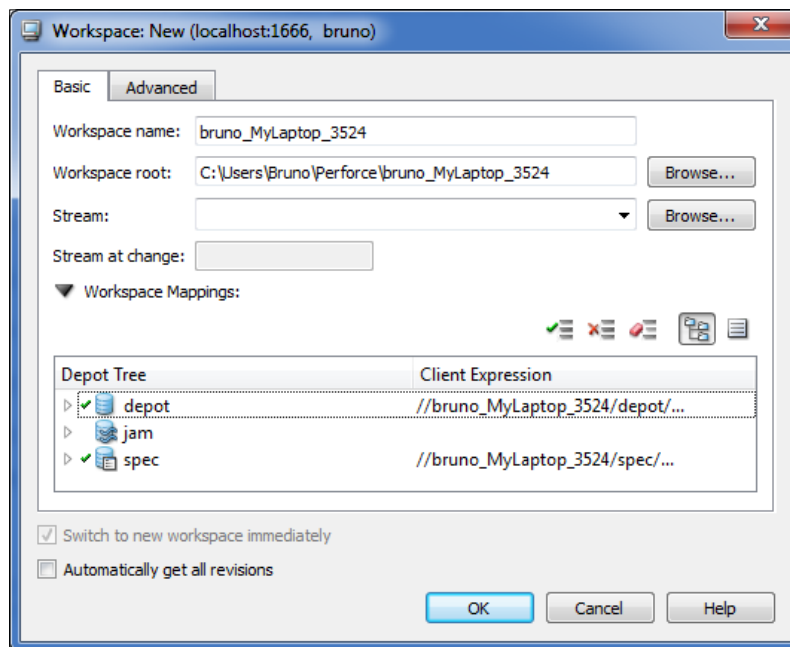 Workspace: New (localhost:1666, bruno)
Basic Advanced
Workspace name: bruno_MyLaptop_3524
Workspace root: C:\Users\Bruno\Perforce\bruno_MyLaptop_3524 Browse...
Stream: Browse...
Stream at change:
Workspace Mappings:
Depot Tree Client Expression
depot //bruno_MyLaptop_3524/depot/...
jam
spec //bruno_MyLaptop_3524/spec/...
Switch to new workspace immediately
Automatically get all revisions
OK Cancel Help